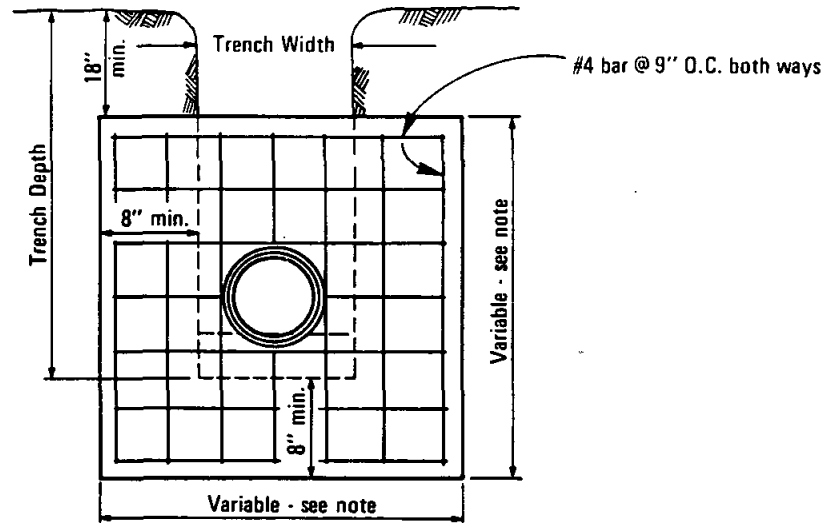 Trench Width
18" min.
#4 bar @ 9" O.C. both ways
Trench Depth
8" min.
Variable - see note
8" min.
Variable - see note